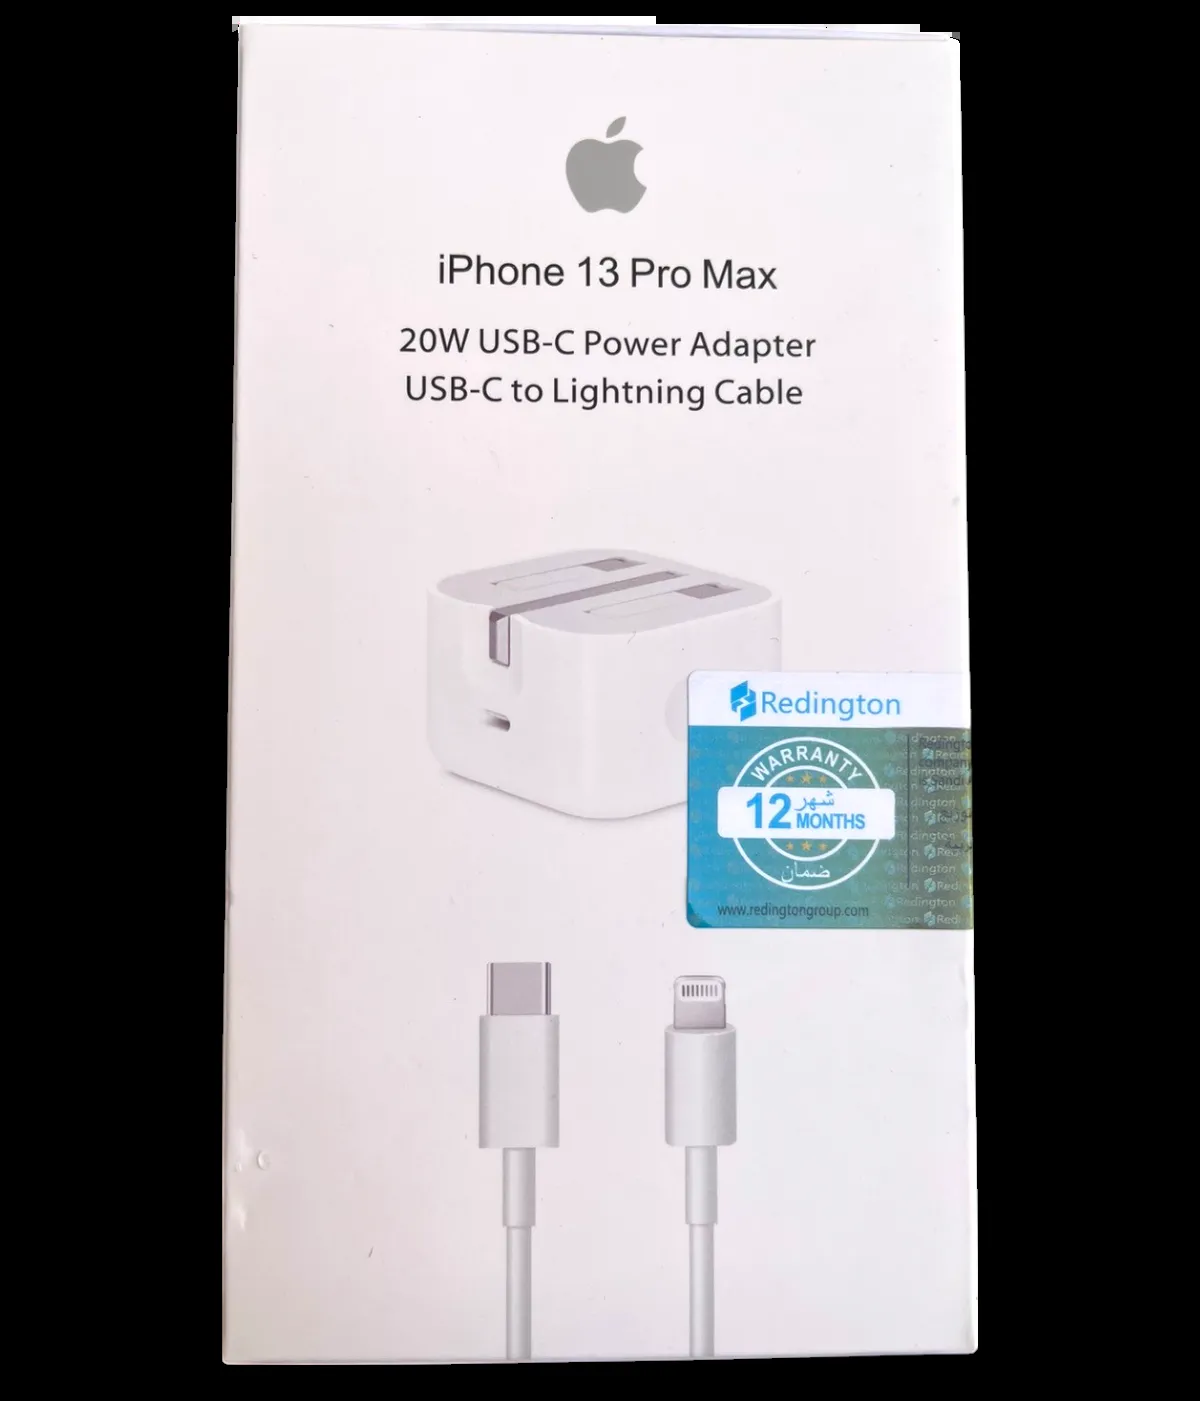 iPhone 13 Pro Max
20W USB-C Power Adapter
USB-C to Lightning Cable
Redington
WARRANTY
12 شهر
MONTHS
ضمان
www.redingtongroup.com